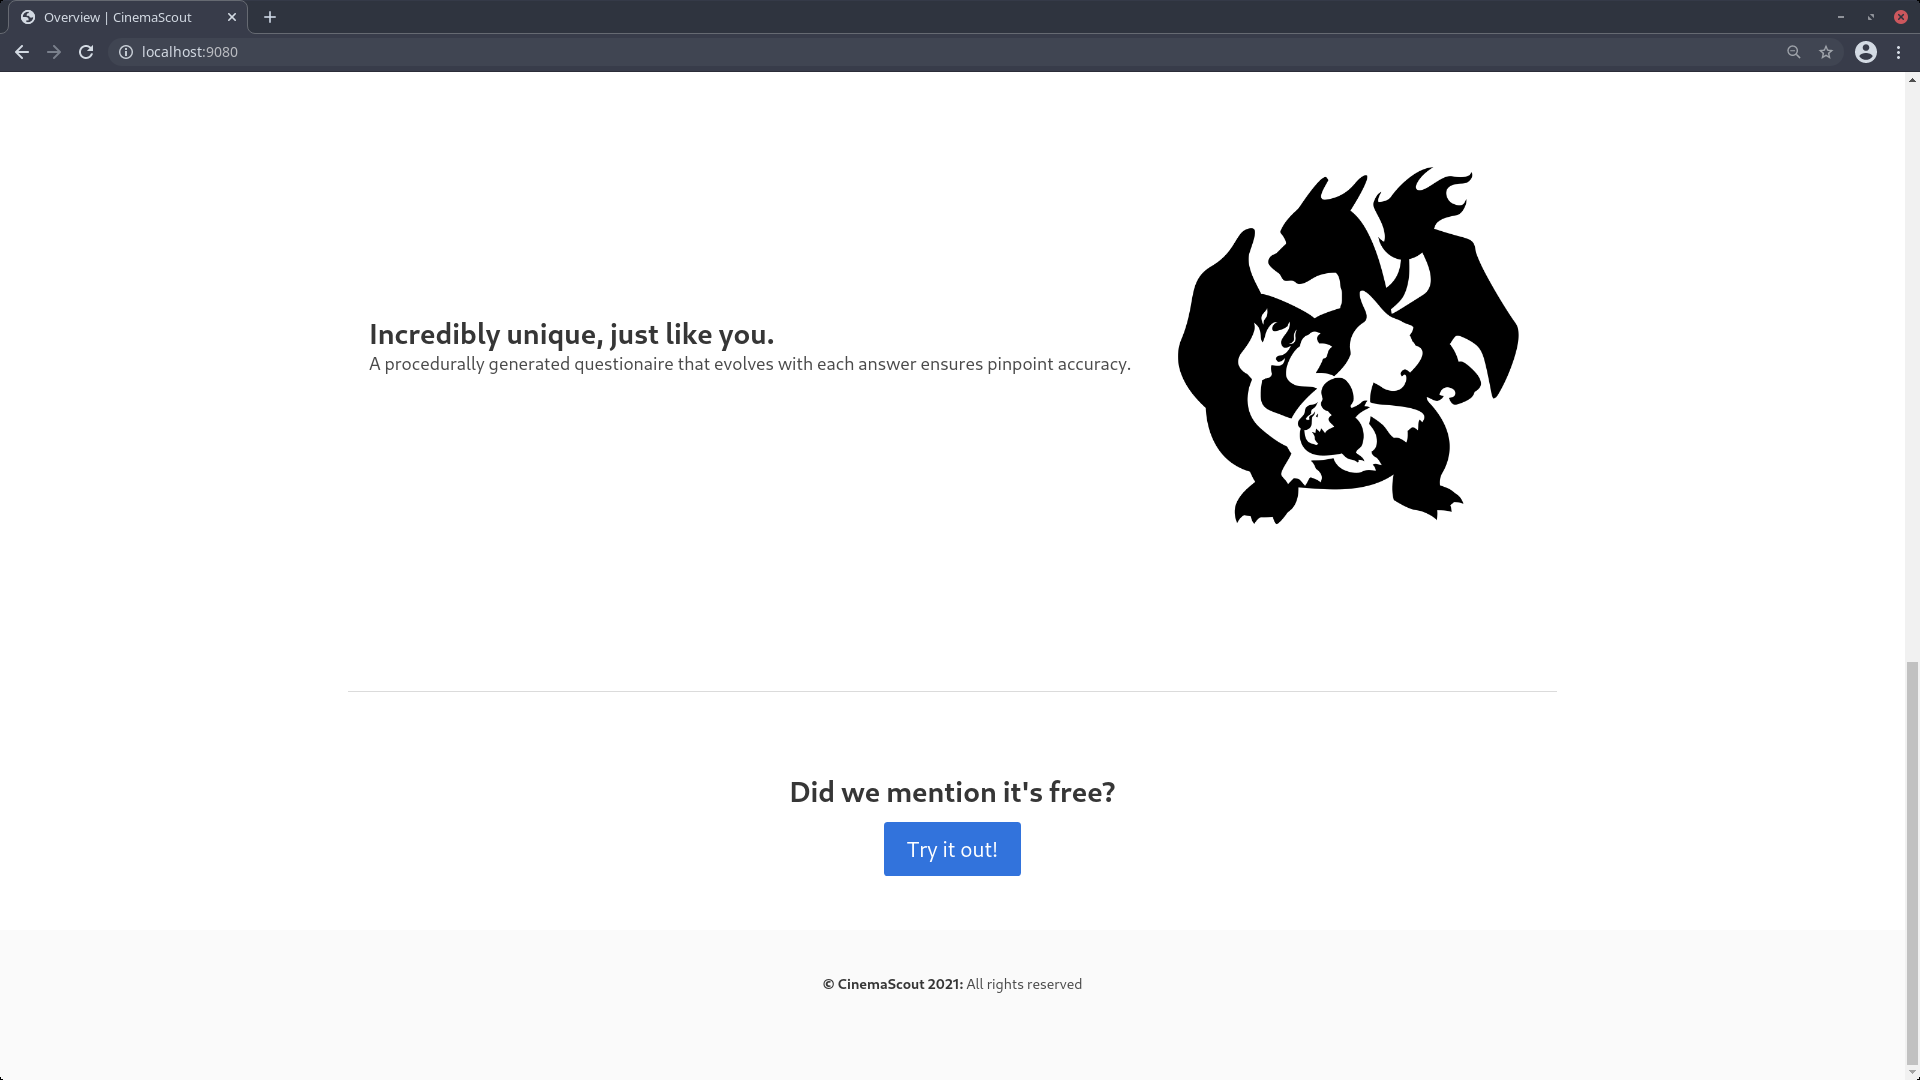 Overview | CinemaScout
localhost:9080
Incredibly unique, just like you.
A procedurally generated questionaire that evolves with each answer ensures pinpoint accuracy.
Did we mention it's free?
Try it out!
© CinemaScout 2021: All rights reserved